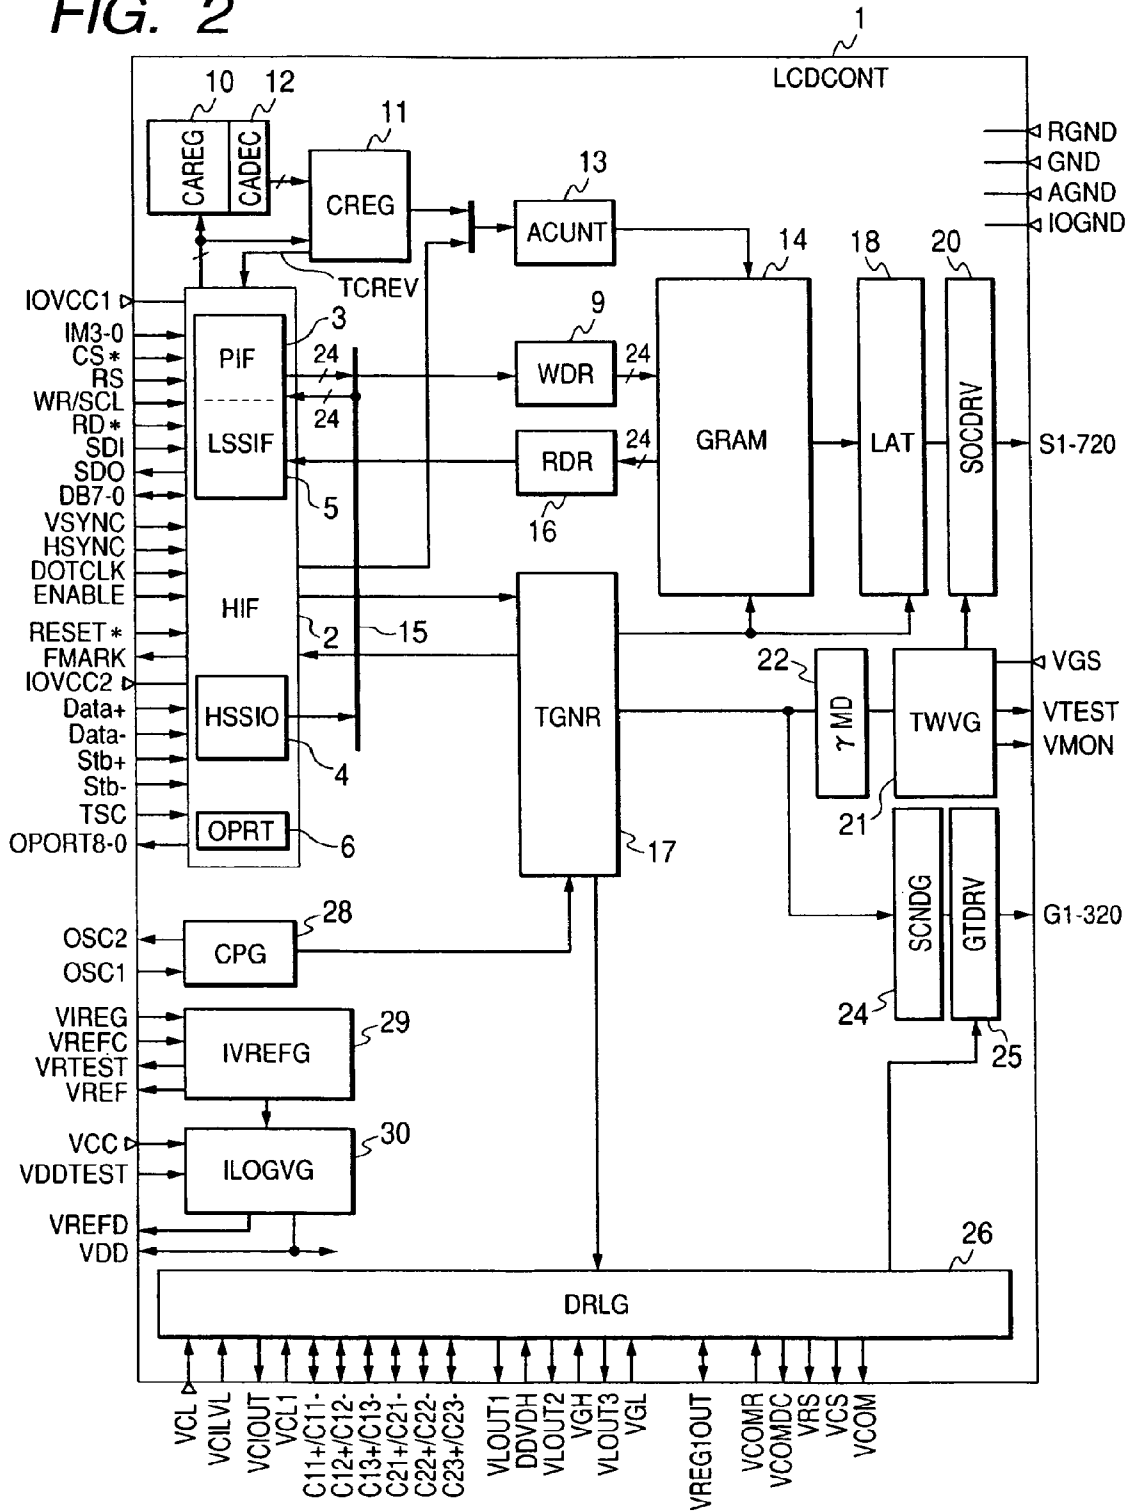 FIG. 2
1
LCDCONT
10
12
11
CAREG
CADEC
CREG
13
ACUNT
TCREV
14
18
20
RGND
GND
AGND
IOGND
IOVCC1
IM3-0
CS*
RS
WR/SCL
RD*
SDI
SDO
DB7-0
VSYNC
HSYNC
DOTCLK
ENABLE
RESET*
FMARK
IOVCC2
Data+
Data-
Stb+
Stb-
TSC
OPORT8-0
3
PIF
LSSIF
5
24
24
9
WDR
24
RDR
24
16
GRAM
LAT
SOCDRV
S1-720
HIF
2
15
HSSIO
4
OPRT
6
TGNR
17
22
γMD
TWVG
21
VGS
VTEST
VMON
SCNDG
GTDRV
24
25
G1-320
OSC2
OSC1
28
CPG
VIREG
VREFC
VRTEST
VREF
29
IVREFG
VCC
VDDTEST
VREFD
VDD
30
ILOGVG
26
DRLG
VCL
VCILVL
VCIOUT
VCL1
C11+/C11-
C12+/C12-
C13+/C13-
C21+/C21-
C22+/C22-
C23+/C23-
VLOUT1
DDVDH
VLOUT2
VGH
VLOUT3
VGL
VREG1OUT
VCOMR
VCOMDC
VRS
VCS
VCOM